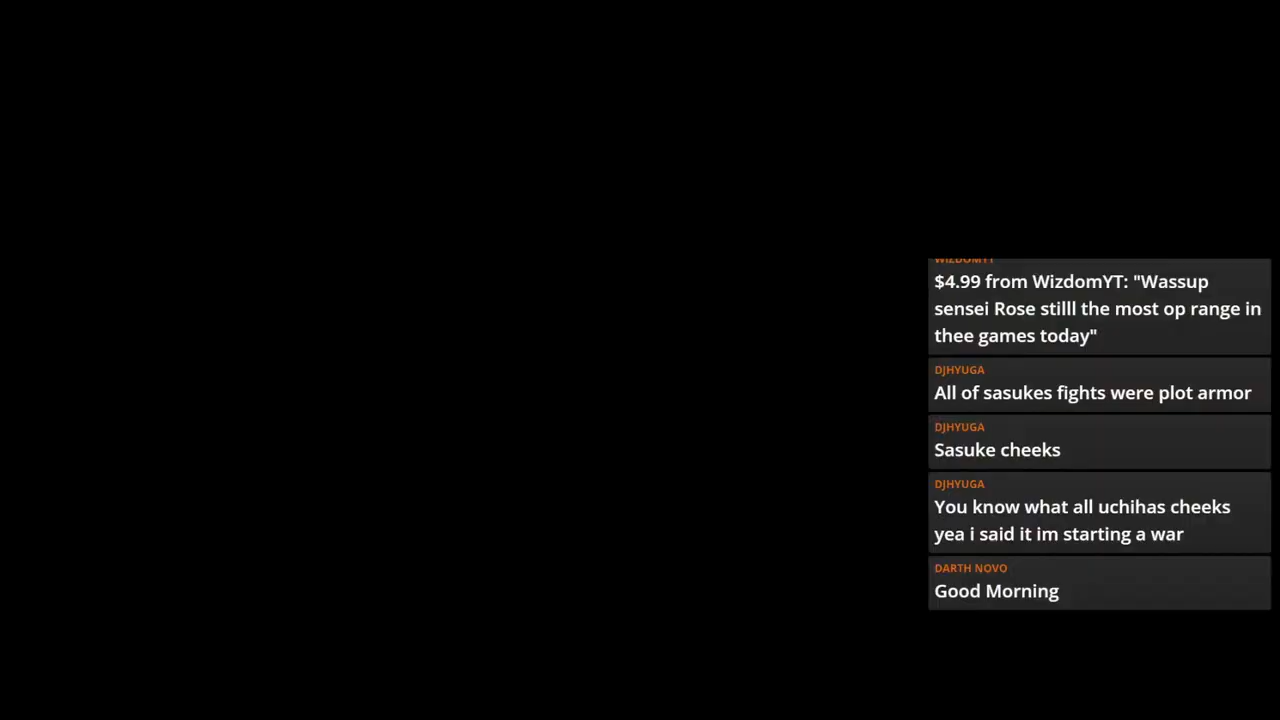 WIZDOMYT
$4.99 from WizdomYT: "Wassup
sensei Rose stilll the most op range in
thee games today"
DJHYUGA
All of sasukes fights were plot armor
DJHYUGA
Sasuke cheeks
DJHYUGA
You know what all uchihas cheeks
yea i said it im starting a war
DARTH NOVO
Good Morning